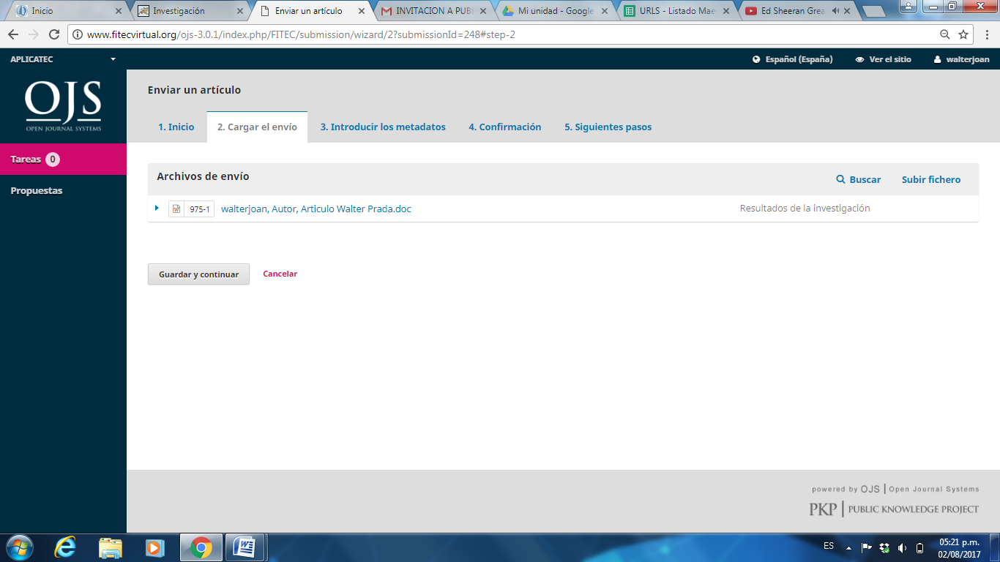 Inicio
Investigación
Enviar un artículo
INVITACION A PUB
Mi unidad - Google
URLS - Listado Mae
Ed Sheeran Grea
www.fitecvirtual.org/ojs-3.0.1/index.php/FITEC/submission/wizard/2?submissionId=248#step-2
APLICATEC
Español (España)
Ver el sitio
walterjoan
OJS
OPEN JOURNAL SYSTEMS
Tareas 0
Propuestas
Enviar un artículo
1. Inicio
2. Cargar el envío
3. Introducir los metadatos
4. Confirmación
5. Siguientes pasos
Archivos de envío
Buscar
Subir fichero
975-1
walterjoan, Autor, Articulo Walter Prada.doc
Resultados de la investigación
Guardar y continuar
Cancelar
powered by OJS | Open Journal Systems
PKP | PUBLIC KNOWLEDGE PROJECT
ES
05:21 p.m.
02/08/2017